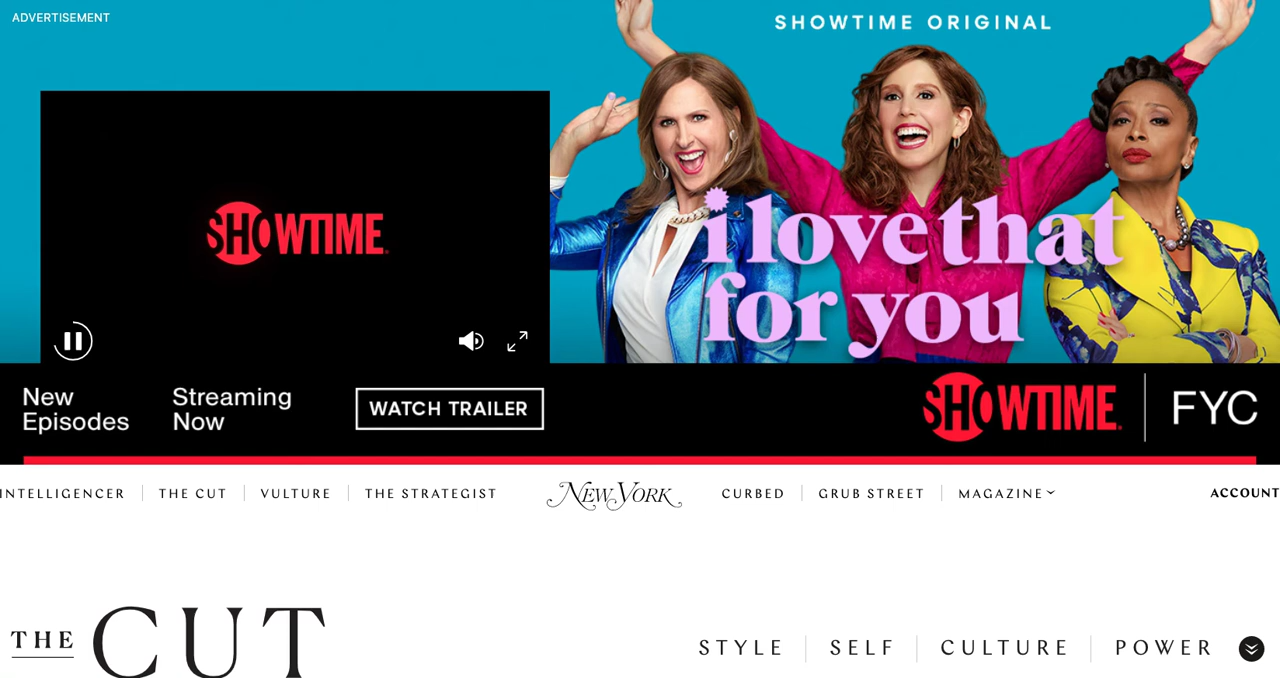 ADVERTISEMENT
SHOWTIME ORIGINAL
SHOWTIME
i love that
for you
New
Episodes
Streaming
Now
WATCH TRAILER
SHOWTIME
FYC
INTELLIGENCER
THE CUT
VULTURE
THE STRATEGIST
NEW YORK
CURBED
GRUB STREET
MAGAZINE
ACCOUNT
THE CUT
STYLE
SELF
CULTURE
POWER